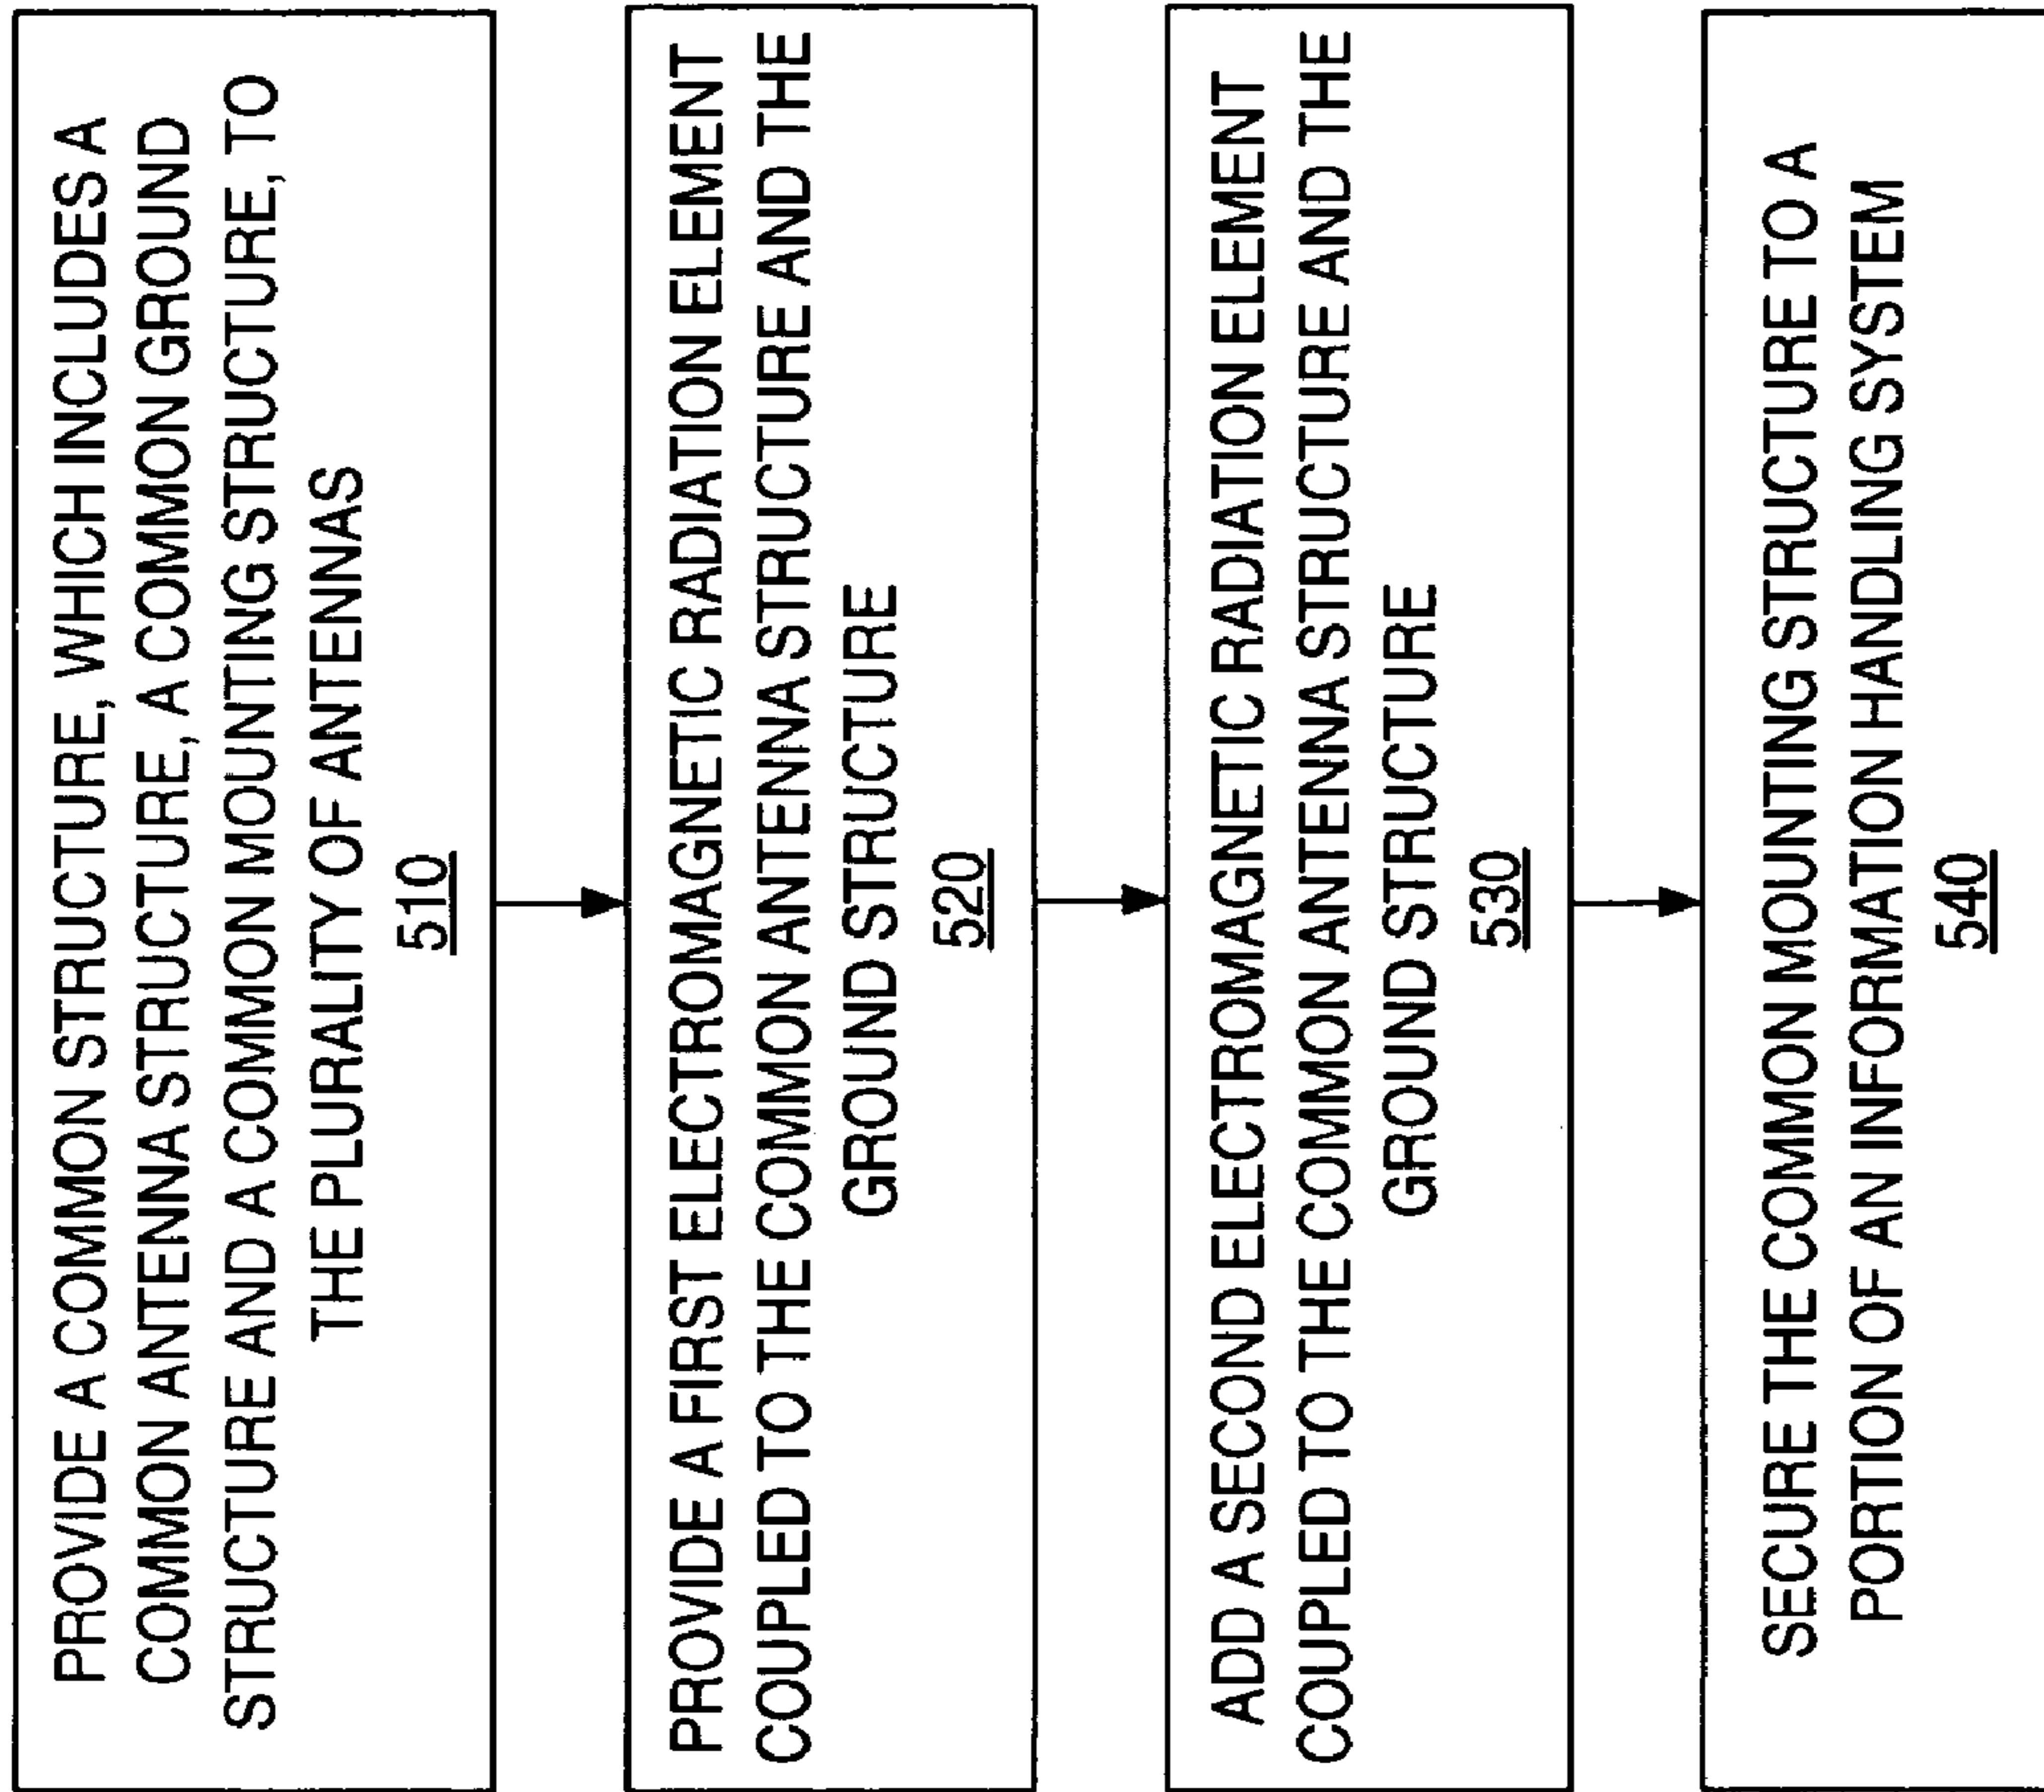 PROVIDE A COMMON STRUCTURE, WHICH INCLUDES A
COMMON ANTENNA STRUCTURE, A COMMON GROUND
STRUCTURE AND A COMMON MOUNTING STRUCTURE, TO
THE PLURALITY OF ANTENNAS
510
PROVIDE A FIRST ELECTROMAGNETIC RADIATION ELEMENT
COUPLED TO THE COMMON ANTENNA STRUCTURE AND THE
GROUND STRUCTURE
520
ADD A SECOND ELECTROMAGNETIC RADIATION ELEMENT
COUPLED TO THE COMMON ANTENNA STRUCTURE AND THE
GROUND STRUCTURE
530
SECURE THE COMMON MOUNTING STRUCTURE TO A
PORTION OF AN INFORMATION HANDLING SYSTEM
540